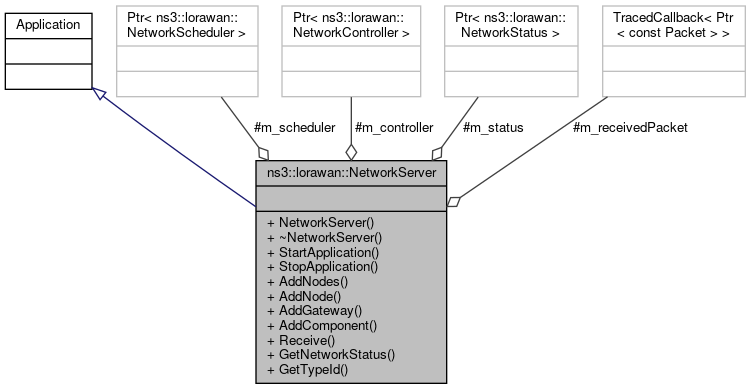 Application
Ptr< ns3::lorawan::
NetworkScheduler >
Ptr< ns3::lorawan::
NetworkController >
Ptr< ns3::lorawan::
NetworkStatus >
TracedCallback< Ptr
< const Packet > >
#m_scheduler
#m_controller
#m_status
#m_receivedPacket
ns3::lorawan::NetworkServer
+ NetworkServer()
+ ~NetworkServer()
+ StartApplication()
+ StopApplication()
+ AddNodes()
+ AddNode()
+ AddGateway()
+ AddComponent()
+ Receive()
+ GetNetworkStatus()
+ GetTypeId()